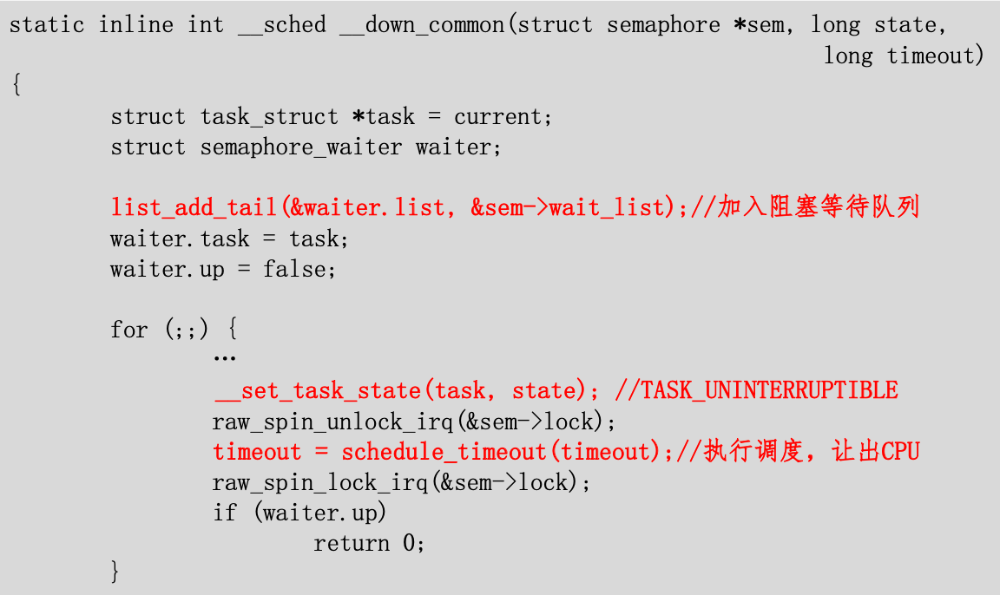 static inline int __sched __down_common(struct semaphore *sem, long state,
long timeout)
{
struct task_struct *task = current;
struct semaphore_waiter waiter;
list_add_tail(&waiter.list, &sem->wait_list);//加入阻塞等待队列
waiter.task = task;
waiter.up = false;
for (;;) {
…
__set_task_state(task, state); //TASK_UNINTERRUPTIBLE
raw_spin_unlock_irq(&sem->lock);
timeout = schedule_timeout(timeout);//执行调度，让出CPU
raw_spin_lock_irq(&sem->lock);
if (waiter.up)
return 0;
}